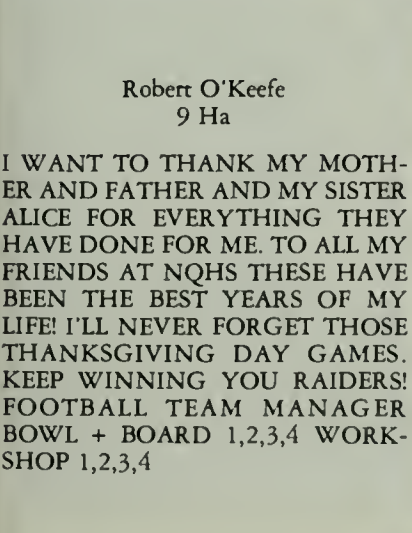 Robert O'Keefe
9 Ha
I WANT TO THANK MY MOTH-
ER AND FATHER AND MY SISTER
ALICE FOR EVERYTHING THEY
HAVE DONE FOR ME. TO ALL MY
FRIENDS AT NQHS THESE HAVE
BEEN THE BEST YEARS OF MY
LIFE! I'LL NEVER FORGET THOSE
THANKSGIVING DAY GAMES.
KEEP WINNING YOU RAIDERS!
FOOTBALL TEAM MANAGER
BOWL + BOARD 1,2,3,4 WORK-
SHOP 1,2,3,4